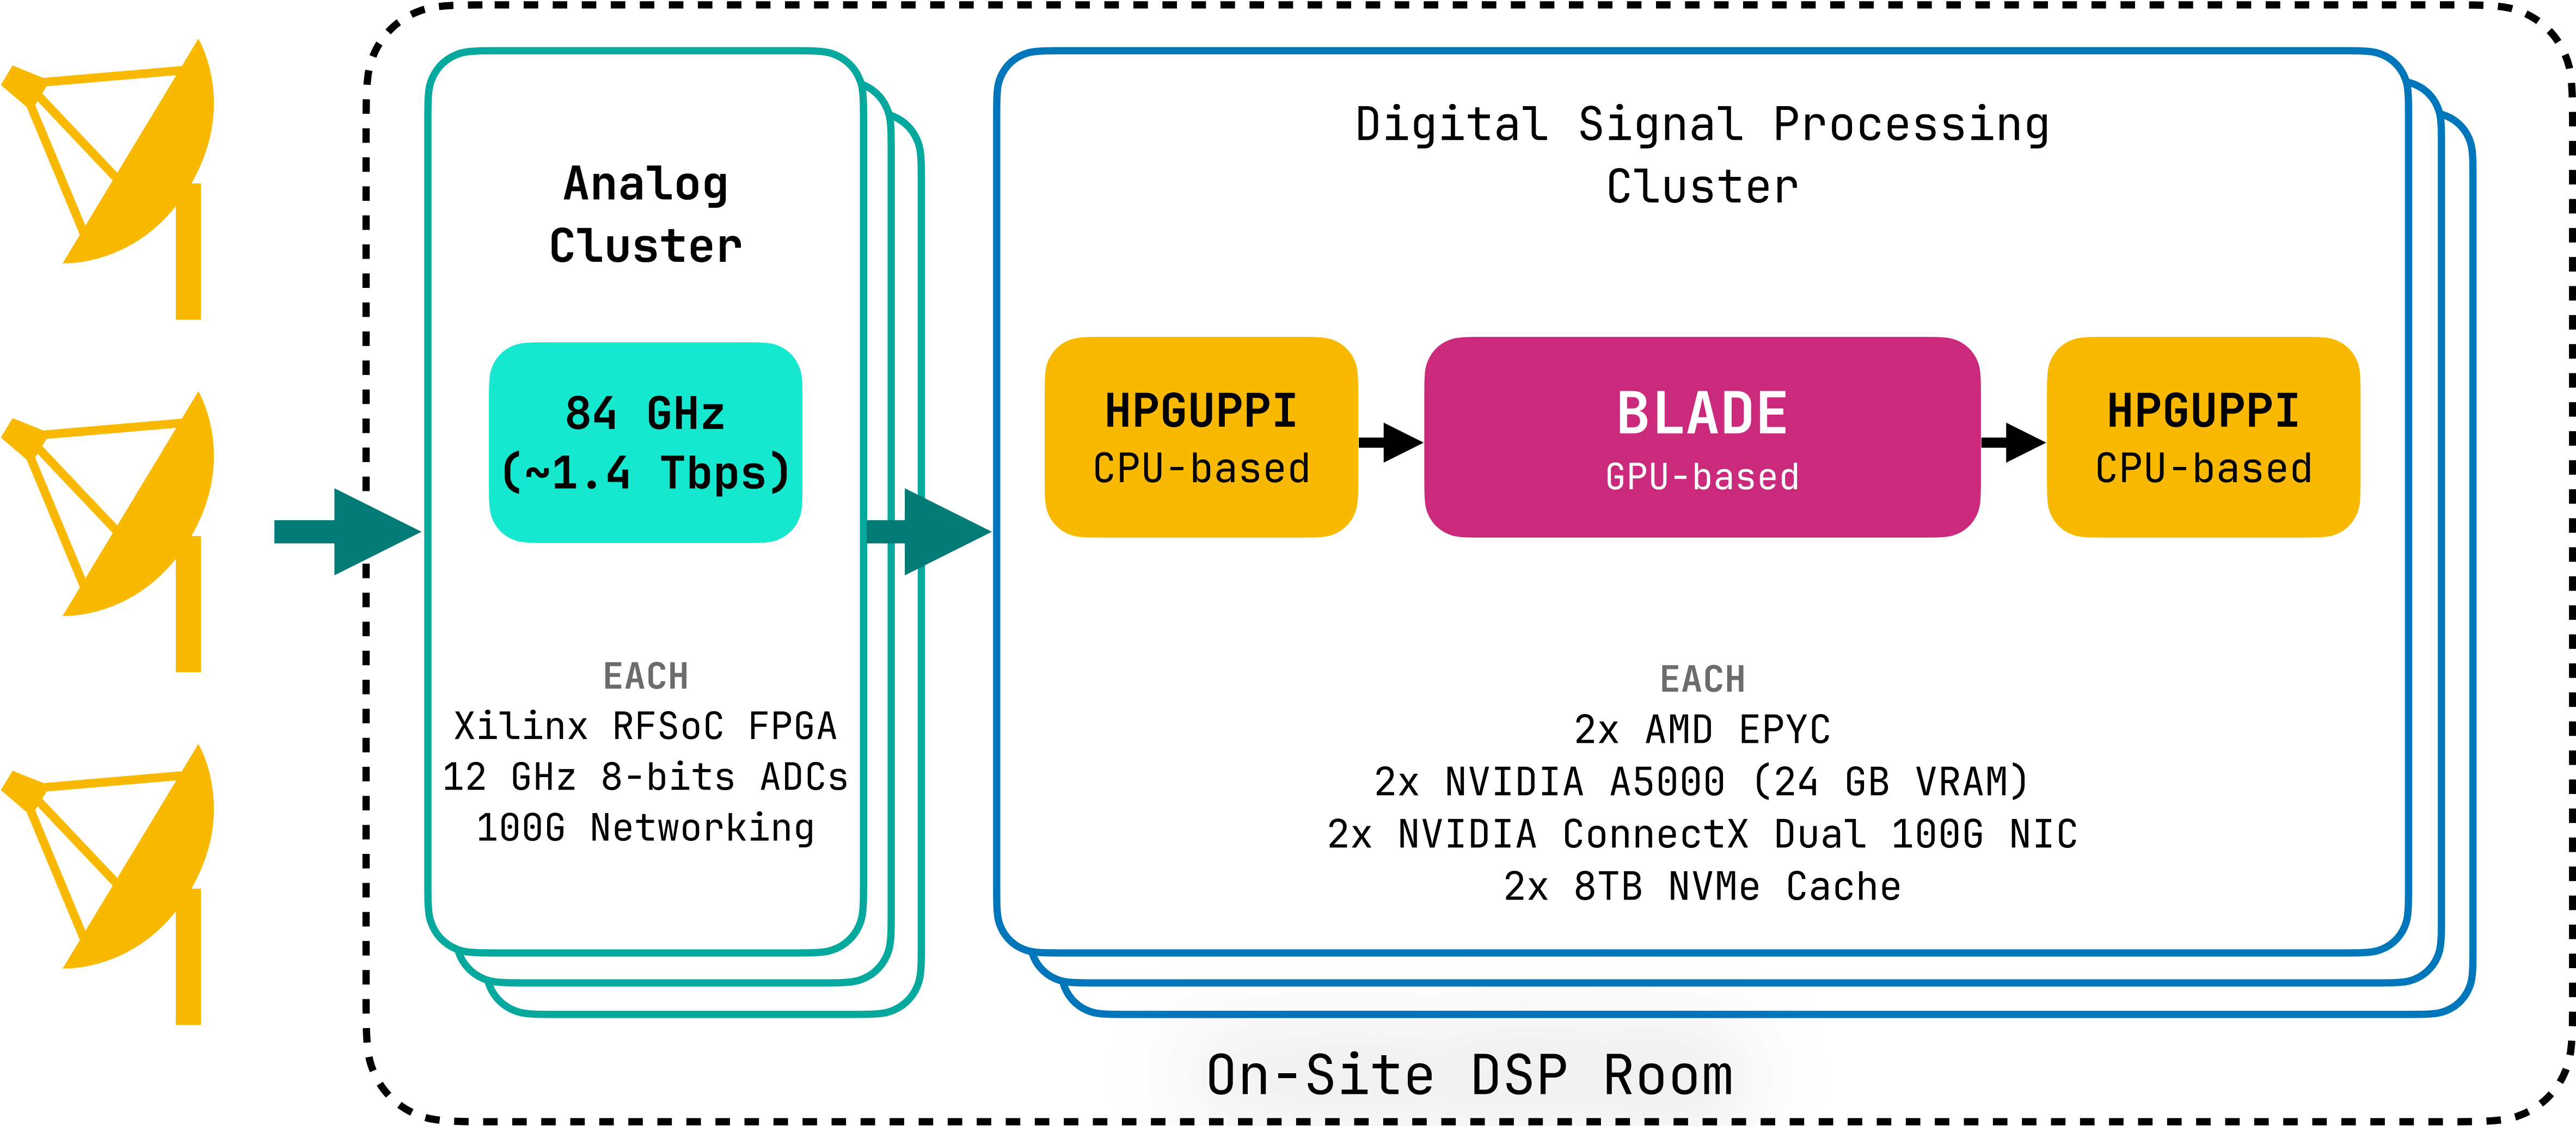 Analog
Cluster
84 GHz
(~1.4 Tbps)
EACH
Xilinx RFSoC FPGA
12 GHz 8-bits ADCs
100G Networking
Digital Signal Processing
Cluster
HPGUPPI
CPU-based
BLADE
GPU-based
HPGUPPI
CPU-based
EACH
2x AMD EPYC
2x NVIDIA A5000 (24 GB VRAM)
2x NVIDIA ConnectX Dual 100G NIC
2x 8TB NVMe Cache
On-Site DSP Room